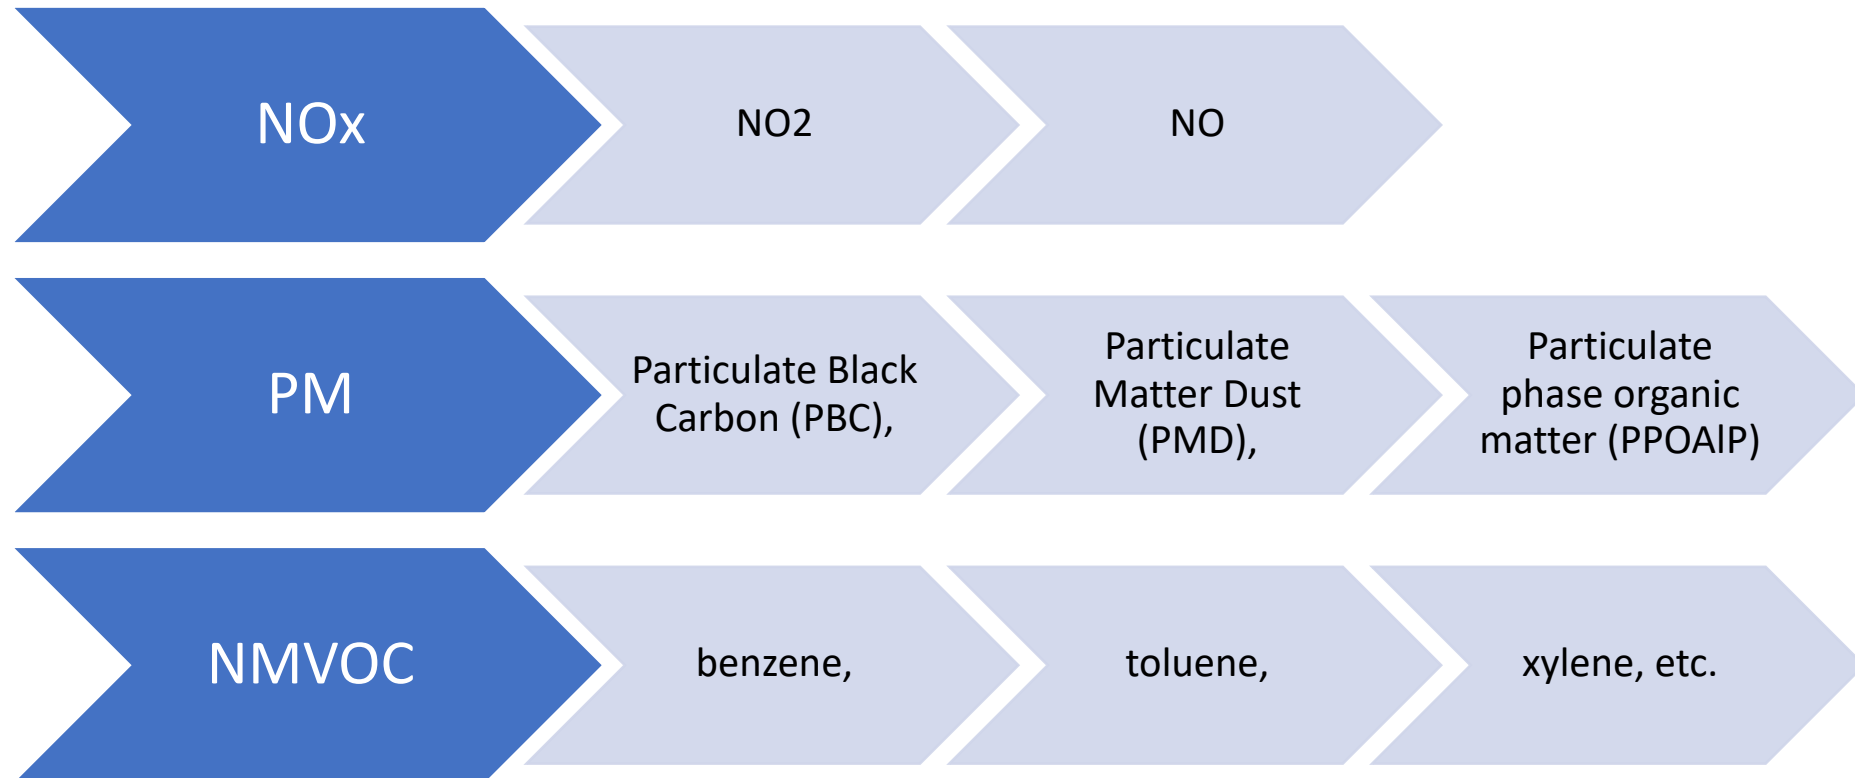 NOx
NO2
NO
PM
Particulate Black
Carbon (PBC),
Particulate
Matter Dust
(PMD),
Particulate
phase organic
matter (PPOAlP)
NMVOC
benzene,
toluene,
xylene, etc.